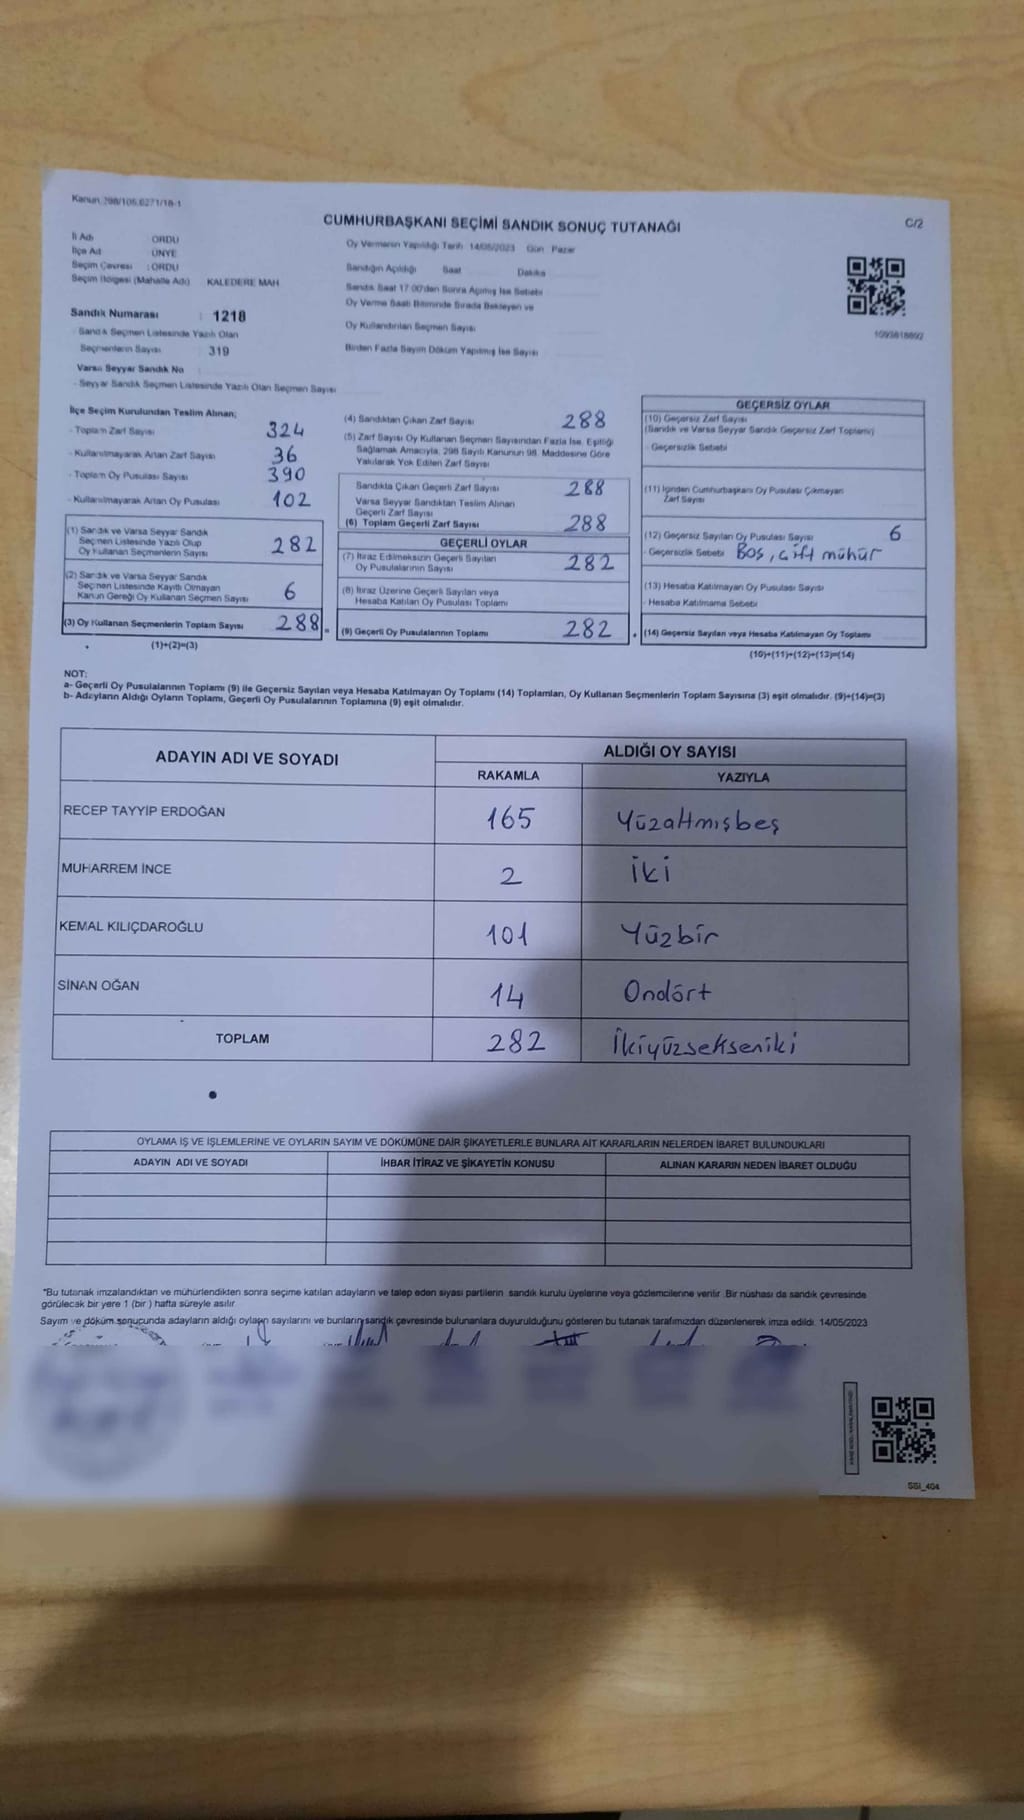 Kanun 298/105,6271/18-1
CUMHURBAŞKANI SEÇİMİ SANDIK SONUÇ TUTANAĞI
C/2
İl Adı : ORDU
İlçe Adı : ÜNYE
Seçim Çevresi : ORDU
Seçim Bölgesi (Mahalle Adı) KALEDERE MAH
Sandık Numarası : 1218
Sandık Seçmen Listesinde Yazılı Olan
Seçmenlerin Sayısı 319
Varsa Seyyar Sandık No
- Seyyar Sandık Seçmen Listesinde Yazılı Olan Seçmen Sayısı
Oy Vermenin Yapıldığı Tarih 14/05/2023 Gün Pazar
Sandığın Açıldığı Saat Dakika
Sandık Saat 17:00'den Sonra Açılmış İse Sebebi
Oy Verme Saati Bitiminde Sırada Bekleyen ve
Oy Kullandırılan Seçmen Sayısı
Birden Fazla Sayım Döküm Yapılmış İse Sayısı
1093818892
İlçe Seçim Kurulundan Teslim Alınan;
- Toplam Zarf Sayısı 324
- Kullanılmayarak Artan Zarf Sayısı 36
- Toplam Oy Pusulası Sayısı 390
- Kullanılmayarak Artan Oy Pusulası 102
(1) Sandık ve Varsa Seyyar Sandık
Seçmen Listesinde Yazılı Olup
Oy Kullanan Seçmenlerin Sayısı 282
(2) Sandık ve Varsa Seyyar Sandık
Seçmen Listesinde Kayıtlı Olmayan
Kanun Gereği Oy Kullanan Seçmen Sayısı 6
(3) Oy Kullanan Seçmenlerin Toplam Sayısı 288
(1)+(2)=(3)
(4) Sandıktan Çıkan Zarf Sayısı 288
(5) Zarf Sayısı Oy Kullanan Seçmen Sayısından Fazla İse, Eşitliği
Sağlamak Amacıyla, 298 Sayılı Kanunun 98. Maddesine Göre
Yakılarak Yok Edilen Zarf Sayısı
Sandıkta Çıkan Geçerli Zarf Sayısı 288
Varsa Seyyar Sandıktan Teslim Alınan
Geçerli Zarf Sayısı
(6) Toplam Geçerli Zarf Sayısı 288
GEÇERLİ OYLAR
(7) İtiraz Edilmeksizin Geçerli Sayılan
Oy Pusulalarının Sayısı 282
(8) İtiraz Üzerine Geçerli Sayılan veya
Hesaba Katılan Oy Pusulası Toplamı
(9) Geçerli Oy Pusulalarının Toplamı 282
GEÇERSİZ OYLAR
(10) Geçersiz Zarf Sayısı
(Sandık ve Varsa Seyyar Sandık Geçersiz Zarf Toplamı)
- Geçersizlik Sebebi
(11) İçinden Cumhurbaşkanı Oy Pusulası Çıkmayan
Zarf Sayısı
(12) Geçersiz Sayılan Oy Pusulası Sayısı 6
- Geçersizlik Sebebi Boş, çift mühür
(13) Hesaba Katılmayan Oy Pusulası Sayısı
- Hesaba Katılmama Sebebi
(14) Geçersiz Sayılan veya Hesaba Katılmayan Oy Toplamı
(10)+(11)+(12)+(13)=(14)
NOT:
a- Geçerli Oy Pusulalarının Toplamı (9) ile Geçersiz Sayılan veya Hesaba Katılmayan Oy Toplamı (14) Toplamları, Oy Kullanan Seçmenlerin Toplam Sayısına (3) eşit olmalıdır. (9)+(14)=(3)
b- Adayların Aldığı Oyların Toplamı, Geçerli Oy Pusulalarının Toplamına (9) eşit olmalıdır.
ADAYIN ADI VE SOYADI
ALDIĞI OY SAYISI
RAKAMLA YAZIYLA
RECEP TAYYİP ERDOĞAN 165 Yüzaltmışbeş
MUHARREM İNCE 2 İki
KEMAL KILIÇDAROĞLU 101 Yüzbir
SİNAN OĞAN 14 Ondört
TOPLAM 282 İkiyüzsekseniki
OYLAMA İŞ VE İŞLEMLERİNE VE OYLARIN SAYIM VE DÖKÜMÜNE DAİR ŞİKAYETLERLE BUNLARA AİT KARARLARIN NELERDEN İBARET BULUNDUKLARI
ADAYIN ADI VE SOYADI İHBAR İTİRAZ VE ŞİKAYETİN KONUSU ALINAN KARARIN NEDEN İBARET OLDUĞU
*Bu tutanak imzalandıktan ve mühürlendikten sonra seçime katılan adayların ve talep eden siyasi partilerin sandık kurulu üyelerine veya gözlemcilerine verilir. Bir nüshası da sandık çevresinde
görülecek bir yere 1 (bir) hafta süreyle asılır.
Sayım ve döküm sonucunda adayların aldığı oyların sayılarını ve bunların sandık çevresinde bulunanlara duyurulduğunu gösteren bu tutanak tarafımızdan düzenlenerek imza edildi. 14/05/2023
SSI_404